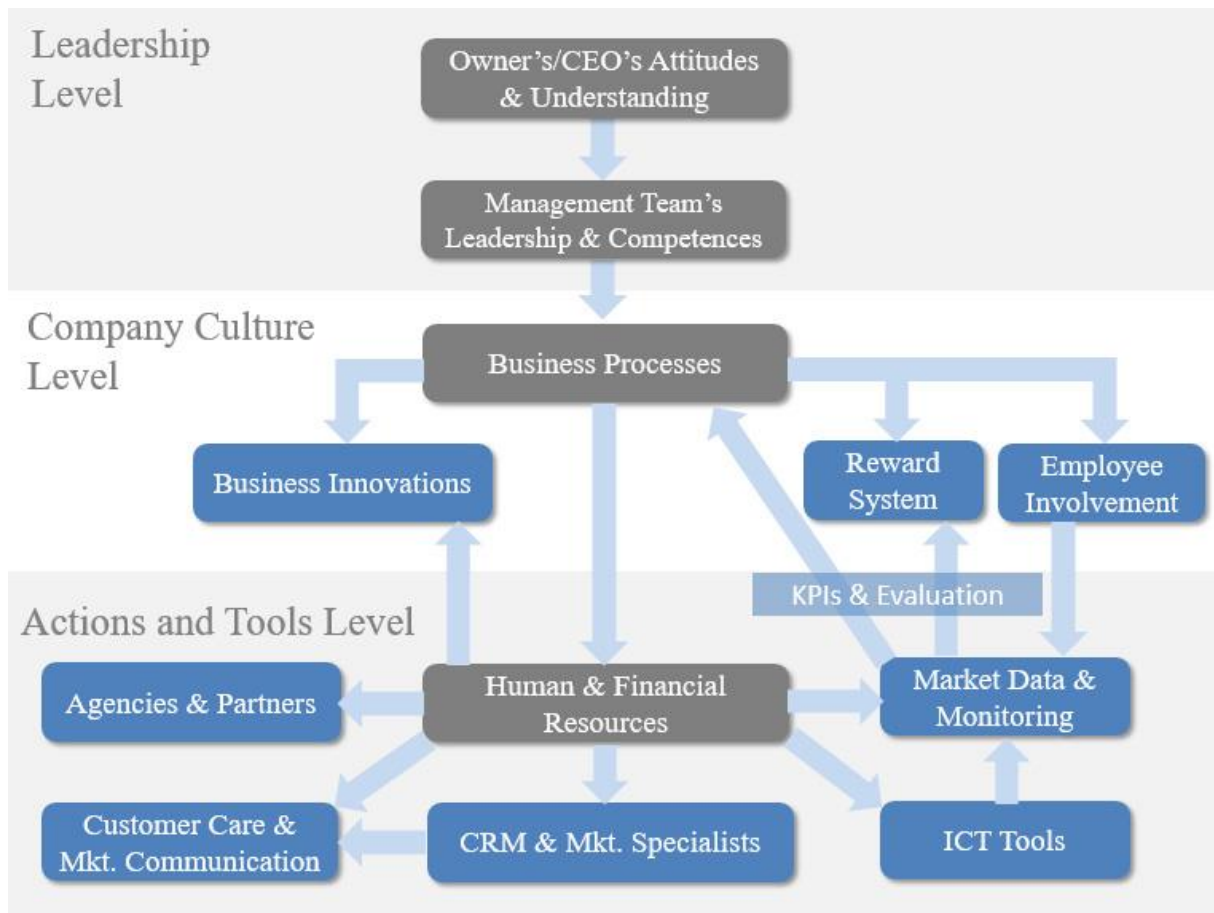 Leadership
Level
Owner’s/CEO’s Attitudes
& Understanding
Management Team’s
Leadership & Competences
Company Culture
Level
Business Processes
Business Innovations
Reward
System
Employee
Involvement
KPIs & Evaluation
Actions and Tools Level
Agencies & Partners
Human & Financial
Resources
Market Data &
Monitoring
Customer Care &
Mkt. Communication
CRM & Mkt. Specialists
ICT Tools